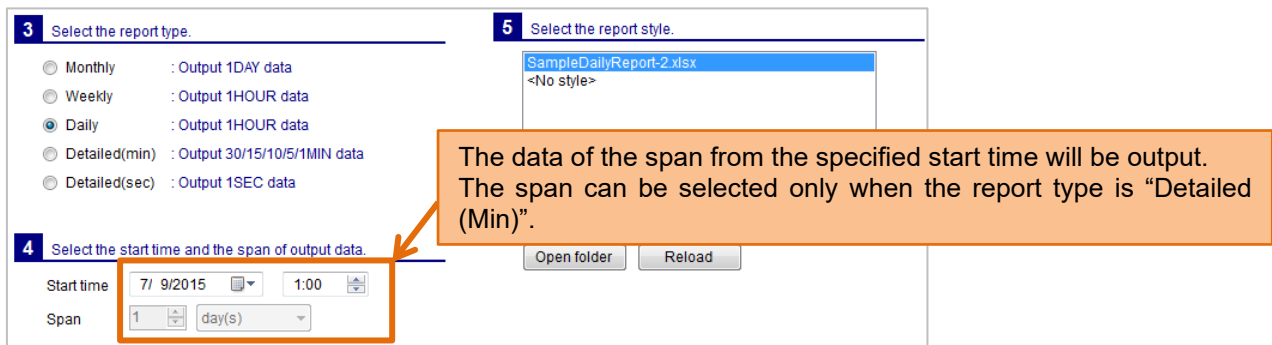 3 Select the report type.
Monthly : Output 1DAY data
Weekly : Output 1HOUR data
Daily : Output 1HOUR data
Detailed(min) : Output 30/15/10/5/1MIN data
Detailed(sec) : Output 1SEC data
4 Select the start time and the span of output data.
Start time 7/ 9/2015 1:00
Span 1 day(s)
5 Select the report style.
SampleDailyReport-2.xlsx
<No style>
The data of the span from the specified start time will be output.
The span can be selected only when the report type is “Detailed
(Min)”.
Open folder Reload